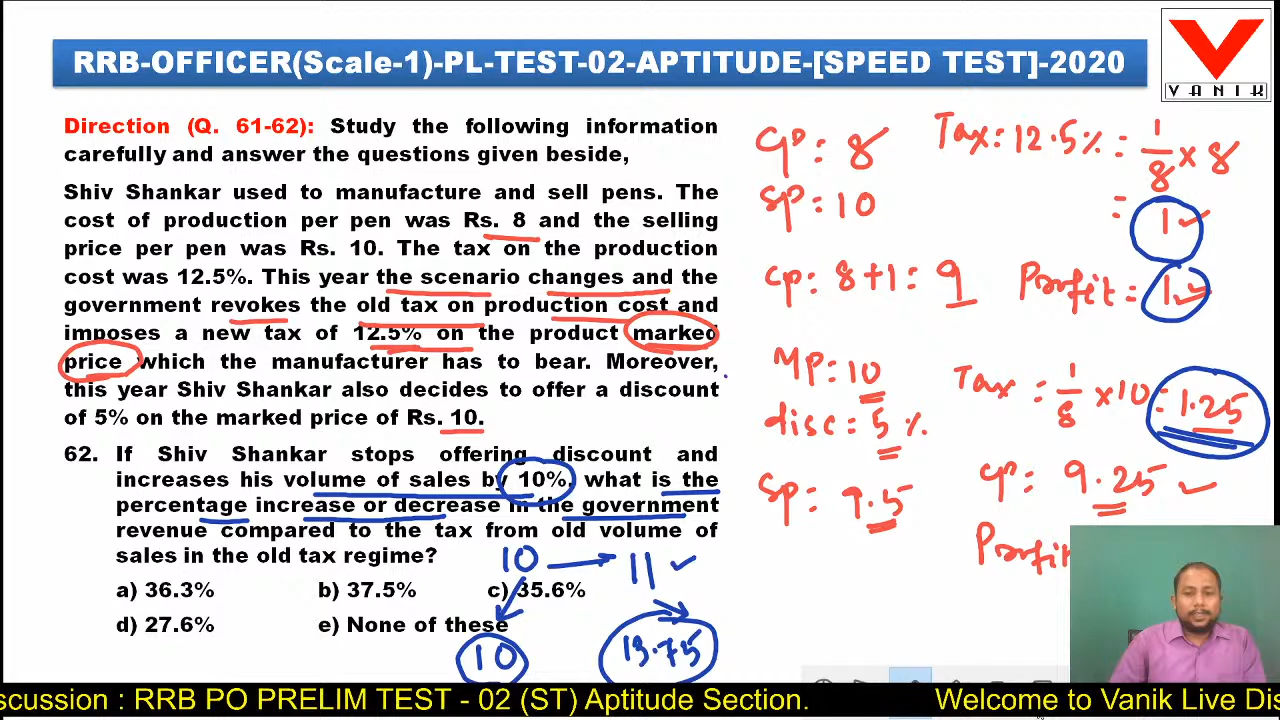 RRB-OFFICER(Scale-1)-PL-TEST-02-APTITUDE-[SPEED TEST]-2020
VANIK
Direction (Q. 61-62): Study the following information
carefully and answer the questions given beside,
Shiv Shankar used to manufacture and sell pens. The
cost of production per pen was Rs. 8 and the selling
price per pen was Rs. 10. The tax on the production
cost was 12.5%. This year the scenario changes and the
government revokes the old tax on production cost and
imposes a new tax of 12.5% on the product marked
price which the manufacturer has to bear. Moreover,
this year Shiv Shankar also decides to offer a discount
of 5% on the marked price of Rs. 10.
62. If Shiv Shankar stops offering discount and
increases his volume of sales by 10%. what is the
percentage increase or decrease in the government
revenue compared to the tax from old volume of
sales in the old tax regime?
a) 36.3% b) 37.5% c) 35.6%
d) 27.6% e) None of these
10 → 11 ✓
10 13.75
CP: 8 Tax: 12.5% = 1/8 × 8
SP: 10 = 1 ✓
CP: 8+1 = 9 Profit = 1
MP: 10 Tax = 1/8 × 10 = 1.25
disc = 5%
SP: 9.5 CP: 9.25 ✓
Profit
scussion : RRB PO PRELIM TEST - 02 (ST) Aptitude Section. Welcome to Vanik Live Dis